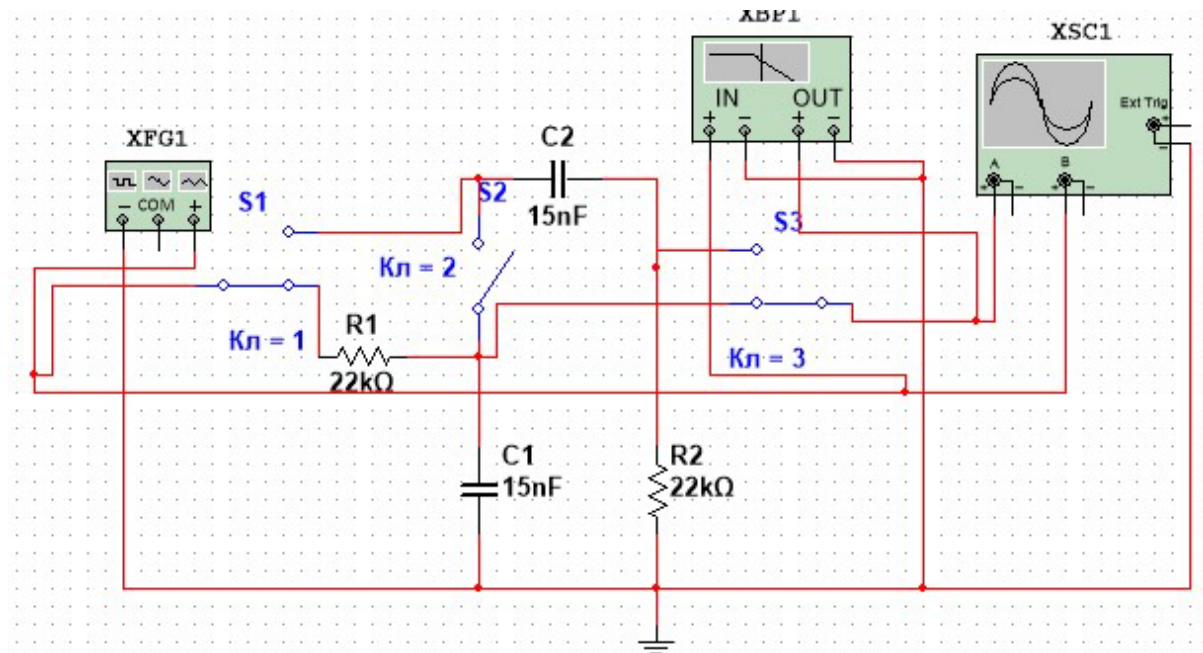 XBP1
XSC1
IN OUT
+ - + -
Ext Trig
+
-
A B
+ - + -
XFG1
- COM +
C2
15nF
S1
S2
S3
Кл = 2
Кл = 1
R1
22kΩ
Кл = 3
C1
15nF
R2
22kΩ